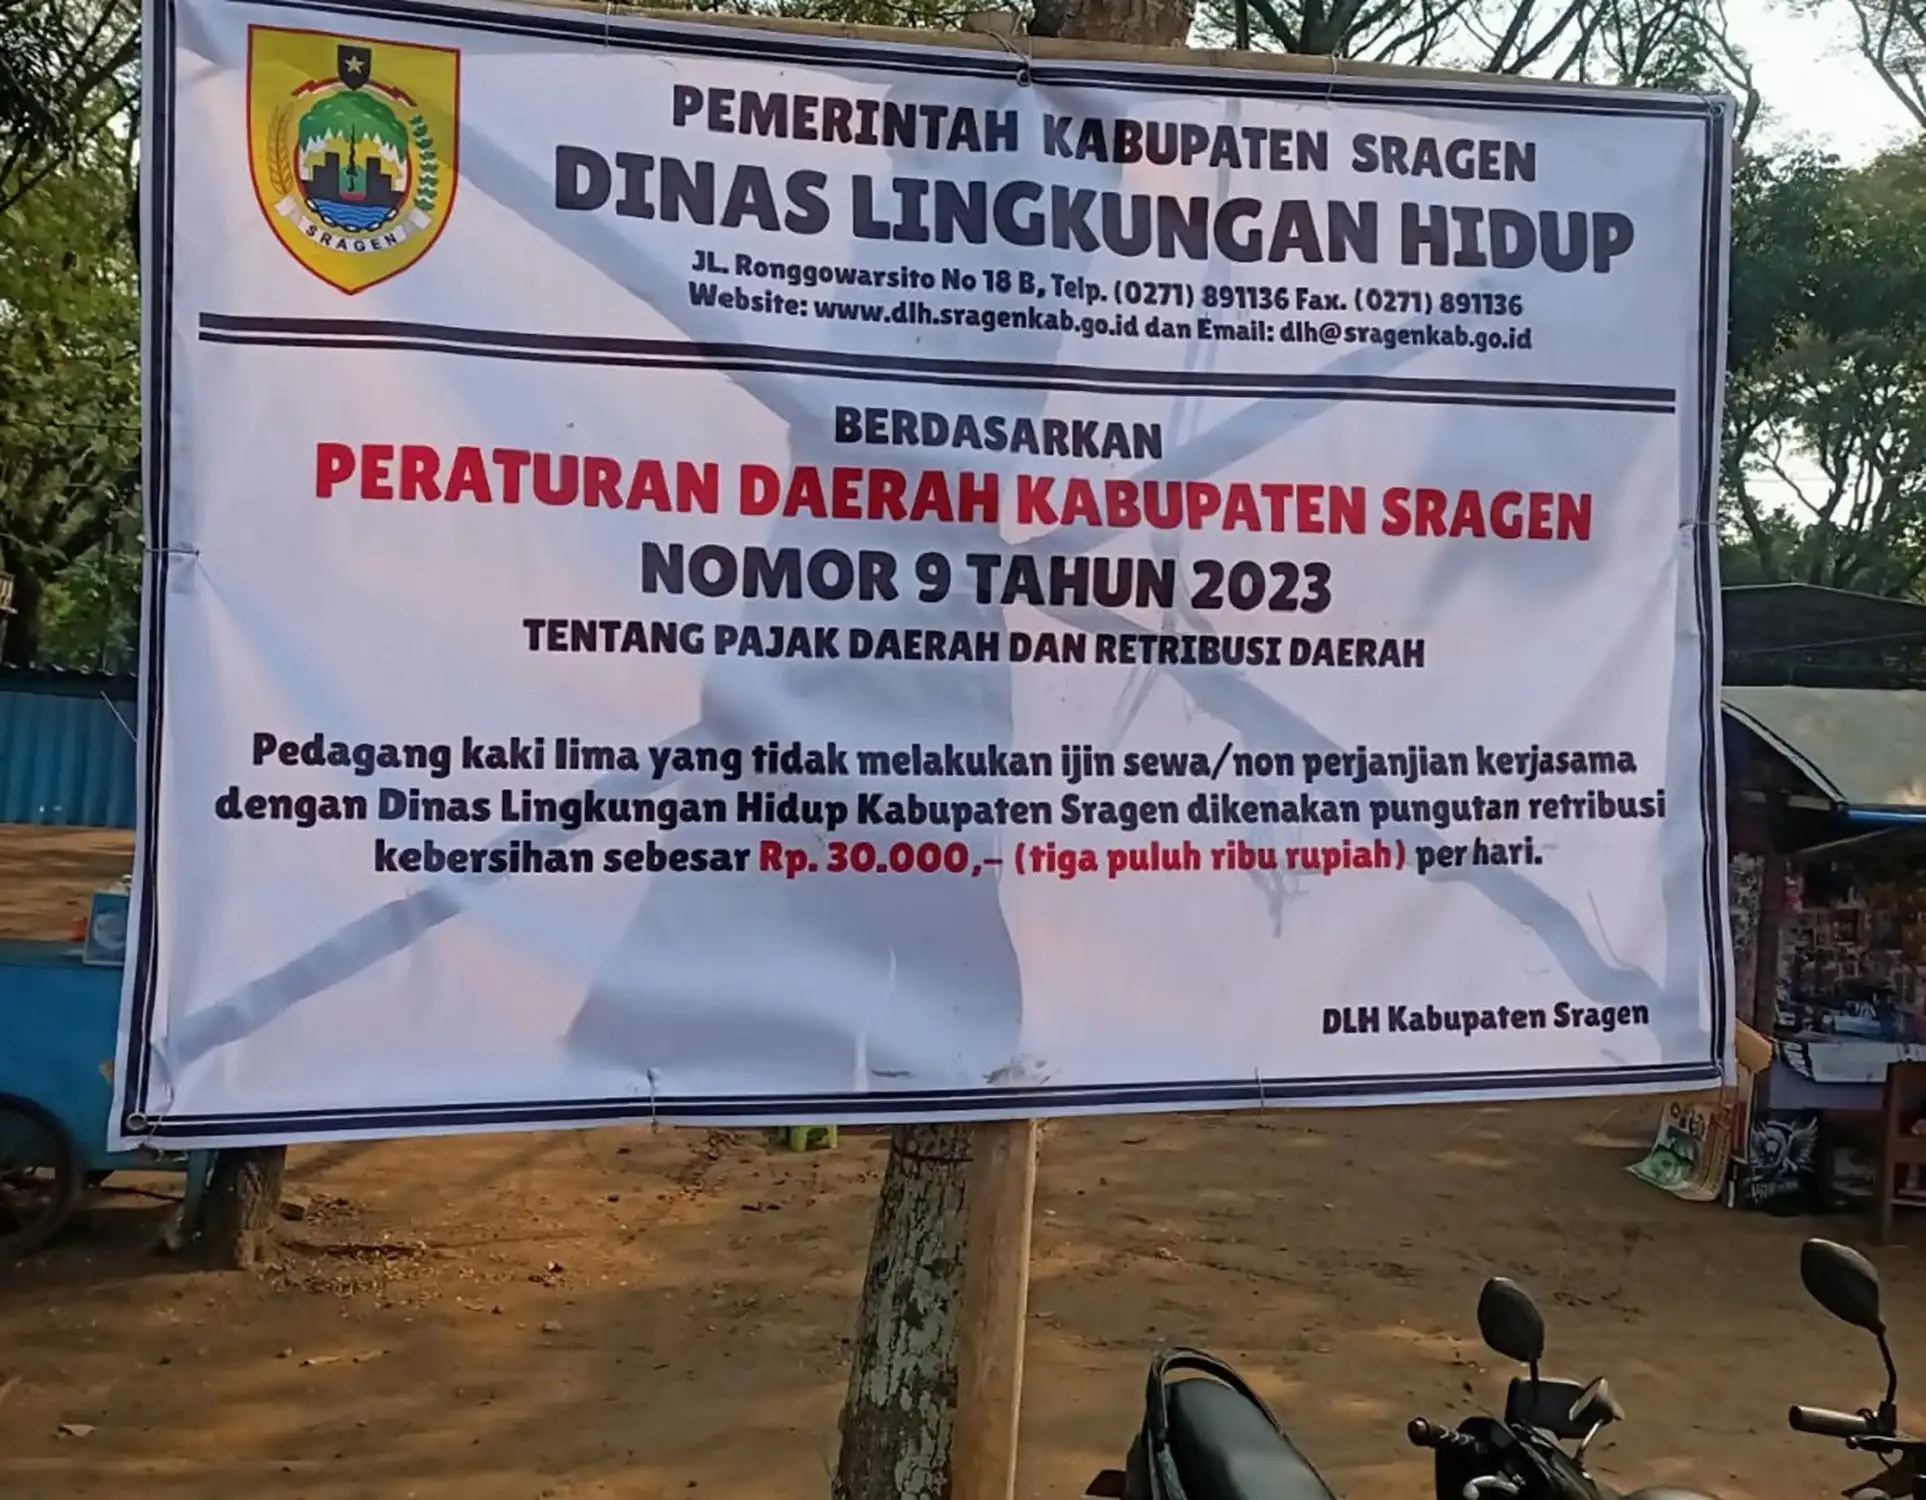 SRAGEN
PEMERINTAH KABUPATEN SRAGEN
DINAS LINGKUNGAN HIDUP
JL. Ronggowarsito No 18 B, Telp. (0271) 891136 Fax. (0271) 891136
Website: www.dlh.sragenkab.go.id dan Email: dlh@sragenkab.go.id
BERDASARKAN
PERATURAN DAERAH KABUPATEN SRAGEN
NOMOR 9 TAHUN 2023
TENTANG PAJAK DAERAH DAN RETRIBUSI DAERAH
Pedagang kaki lima yang tidak melakukan ijin sewa/non perjanjian kerjasama
dengan Dinas Lingkungan Hidup Kabupaten Sragen dikenakan pungutan retribusi
kebersihan sebesar Rp. 30.000,- (tiga puluh ribu rupiah) per hari.
DLH Kabupaten Sragen